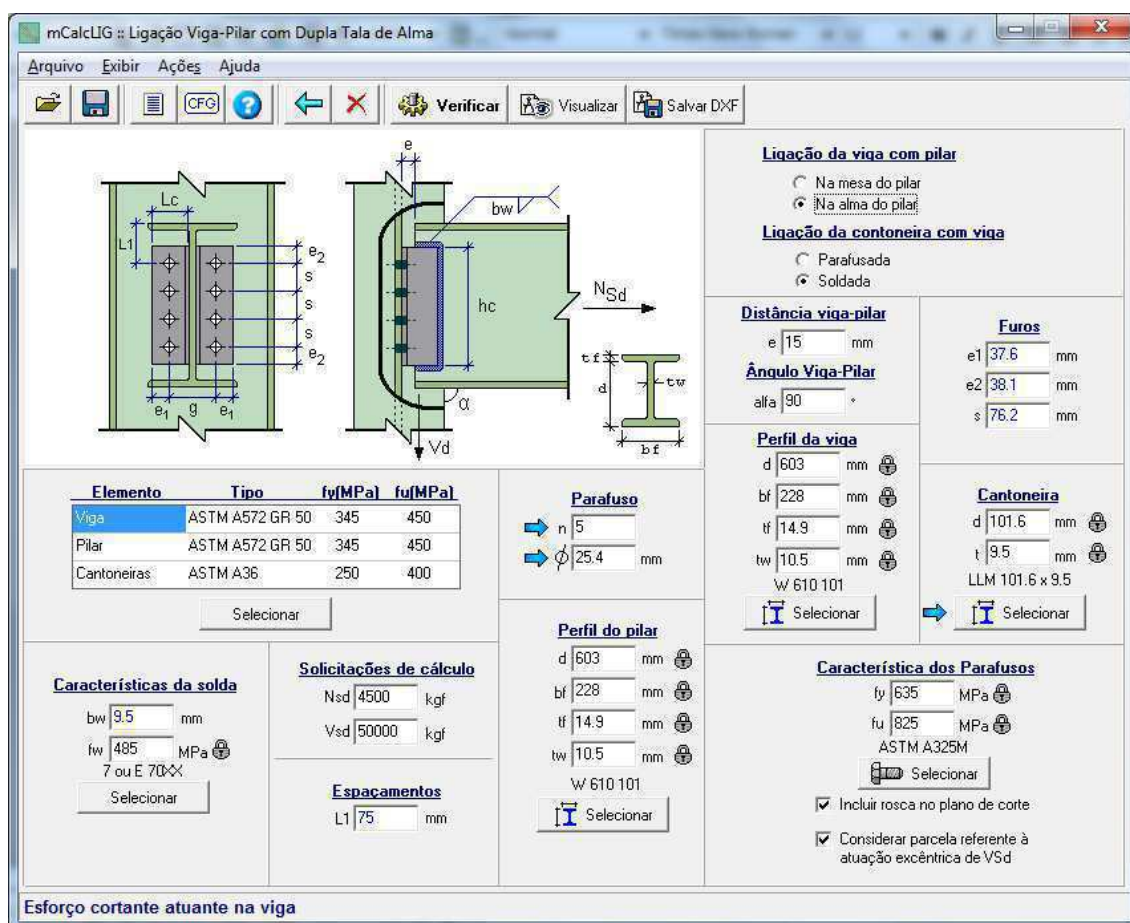 mCalcLIG :: Ligação Viga-Pilar com Dupla Tala de Alma
Arquivo Exibir Ações Ajuda
CFG ? Verificar Visualizar Salvar DXF
Lc
L1
e2
s
s
s
e2
e1 g e1
e
bw
hc
NSd
α
Vd
tf
d
tw
bf
Ligação da viga com pilar
Na mesa do pilar
Na alma do pilar
Ligação da contoneira com viga
Parafusada
Soldada
Distância viga-pilar
e 15 mm
Ângulo Viga-Pilar
alfa 90 °
Furos
e1 37.6 mm
e2 38.1 mm
s 76.2 mm
Perfil da viga
d 603 mm
bf 228 mm
tf 14.9 mm
tw 10.5 mm
W 610 101
Selecionar
Cantoneira
d 101.6 mm
t 9.5 mm
LLM 101.6 x 9.5
Selecionar
Elemento Tipo fy(MPa) fu(MPa)
Viga ASTM A572 GR 50 345 450
Pilar ASTM A572 GR 50 345 450
Cantoneiras ASTM A36 250 400
Selecionar
Parafuso
n 5
ϕ 25.4 mm
Características da solda
bw 9.5 mm
fw 485 MPa
7 ou E 70XX
Selecionar
Solicitações de cálculo
Nsd 4500 kgf
Vsd 50000 kgf
Espaçamentos
L1 75 mm
Perfil do pilar
d 603 mm
bf 228 mm
tf 14.9 mm
tw 10.5 mm
W 610 101
Selecionar
Característica dos Parafusos
fy 635 MPa
fu 825 MPa
ASTM A325M
Selecionar
Incluir rosca no plano de corte
Considerar parcela referente à
atuação excêntrica de VSd
Esforço cortante atuante na viga